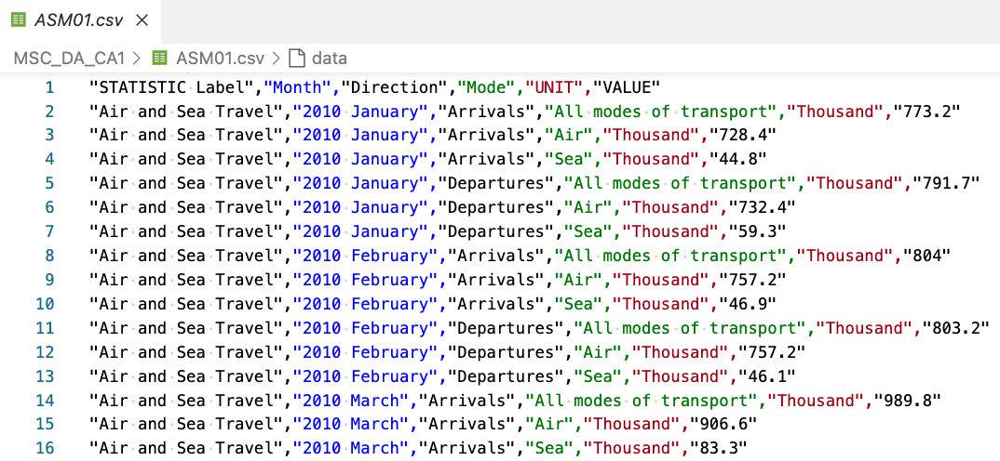 ASM01.csv
MSC_DA_CA1 > ASM01.csv > data
1 "STATISTIC Label","Month","Direction","Mode","UNIT","VALUE"
2 "Air and Sea Travel","2010 January","Arrivals","All modes of transport","Thousand","773.2"
3 "Air and Sea Travel","2010 January","Arrivals","Air","Thousand","728.4"
4 "Air and Sea Travel","2010 January","Arrivals","Sea","Thousand","44.8"
5 "Air and Sea Travel","2010 January","Departures","All modes of transport","Thousand","791.7"
6 "Air and Sea Travel","2010 January","Departures","Air","Thousand","732.4"
7 "Air and Sea Travel","2010 January","Departures","Sea","Thousand","59.3"
8 "Air and Sea Travel","2010 February","Arrivals","All modes of transport","Thousand","804"
9 "Air and Sea Travel","2010 February","Arrivals","Air","Thousand","757.2"
10 "Air and Sea Travel","2010 February","Arrivals","Sea","Thousand","46.9"
11 "Air and Sea Travel","2010 February","Departures","All modes of transport","Thousand","803.2"
12 "Air and Sea Travel","2010 February","Departures","Air","Thousand","757.2"
13 "Air and Sea Travel","2010 February","Departures","Sea","Thousand","46.1"
14 "Air and Sea Travel","2010 March","Arrivals","All modes of transport","Thousand","989.8"
15 "Air and Sea Travel","2010 March","Arrivals","Air","Thousand","906.6"
16 "Air and Sea Travel","2010 March","Arrivals","Sea","Thousand","83.3"